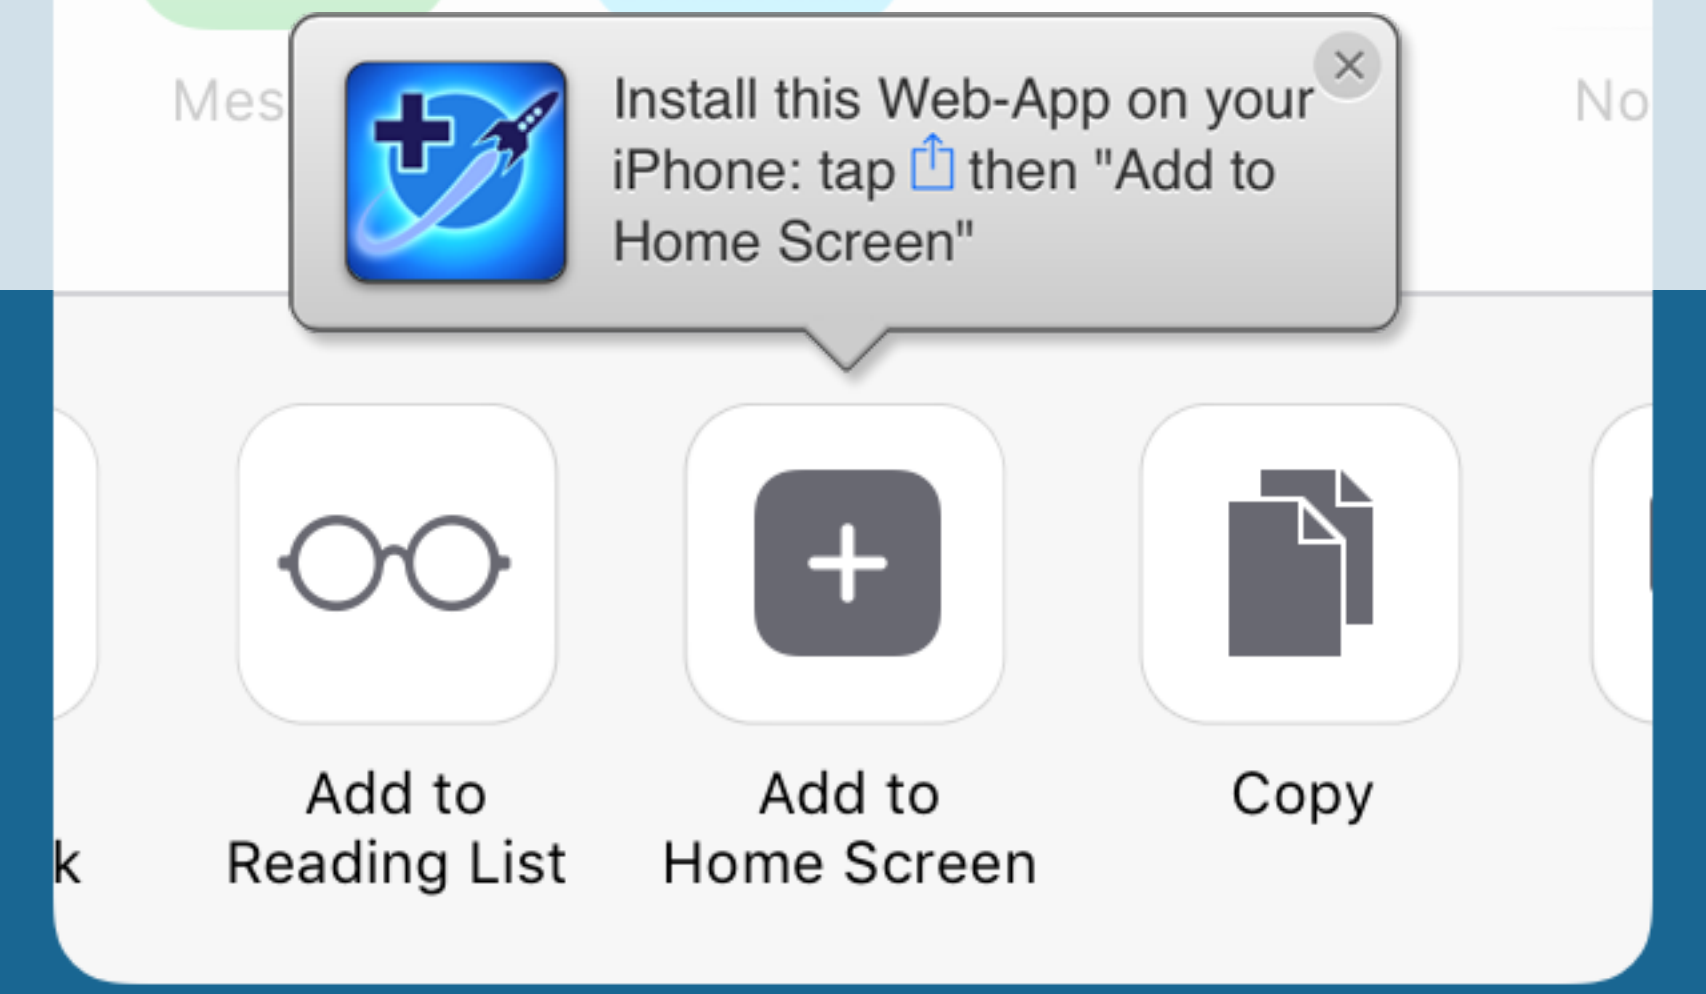 Mes
No
Install this Web-App on your
iPhone: tap then "Add to
Home Screen"
k
Add to
Reading List
Add to
Home Screen
Copy